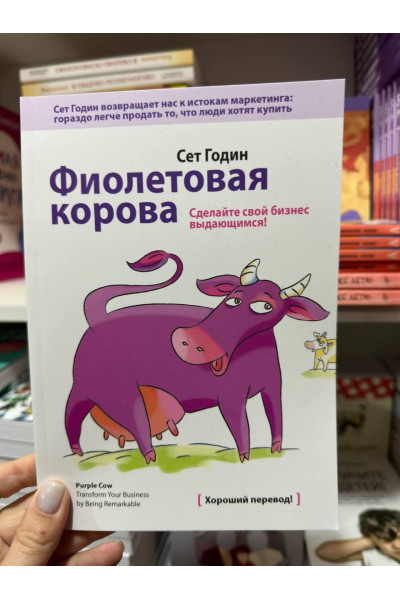 Сет Годин возвращает нас к истокам маркетинга:
гораздо легче продать то, что люди хотят купить
Сет Годин
Фиолетовая
корова
Сделайте свой бизнес
выдающимся!
Purple Cow
Transform Your Business
by Being Remarkable
[ Хороший перевод! ]